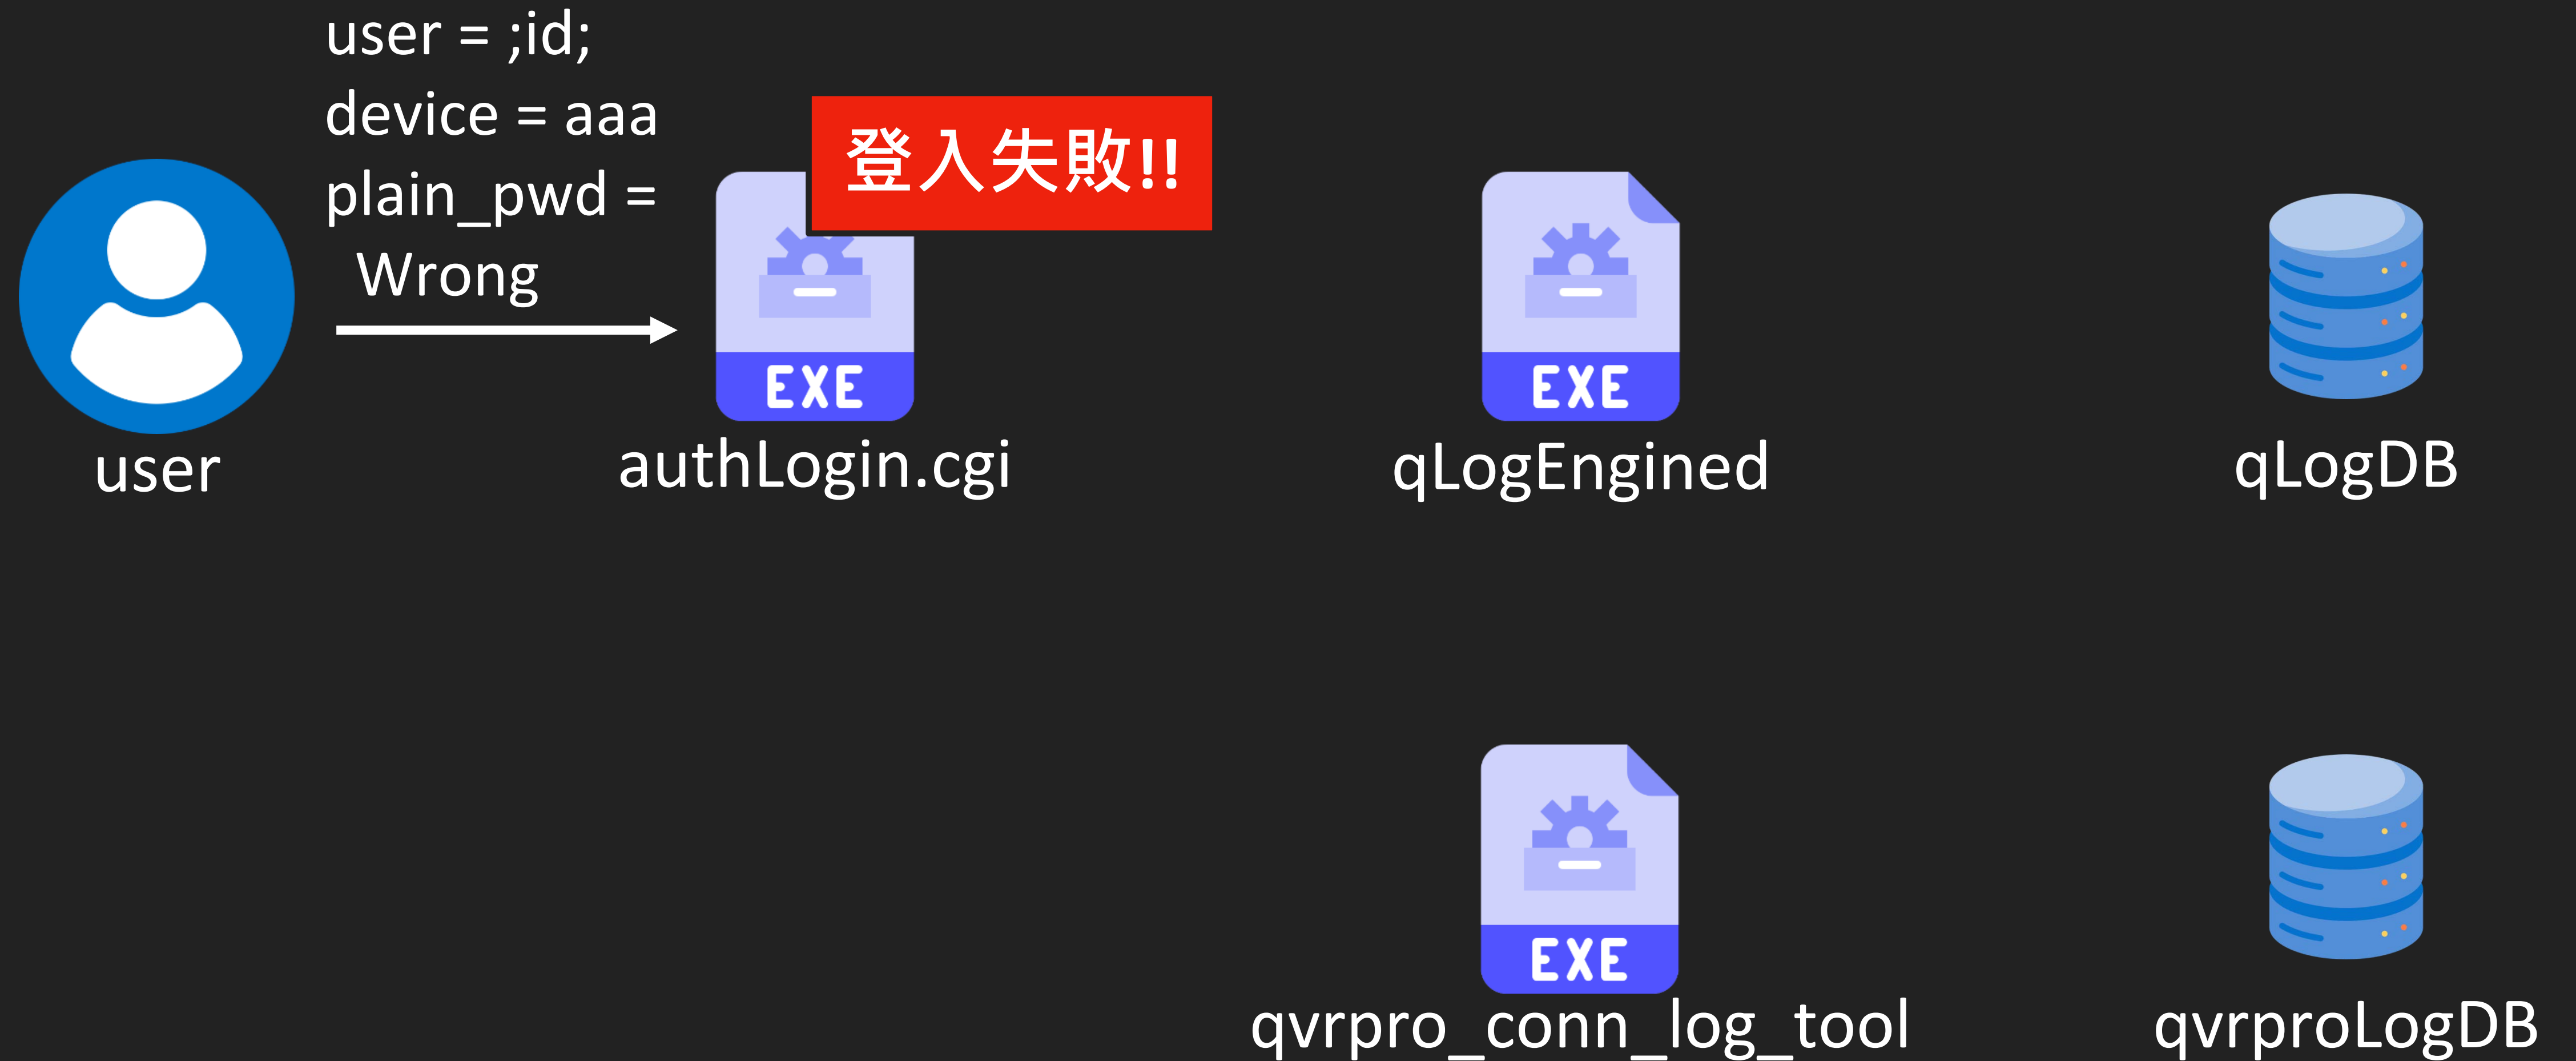 user = ;id;
device = aaa
plain_pwd =
Wrong
登入失敗!!
EXE
EXE
user
authLogin.cgi
qLogEngined
qLogDB
EXE
qvrpro_conn_log_tool
qvrproLogDB